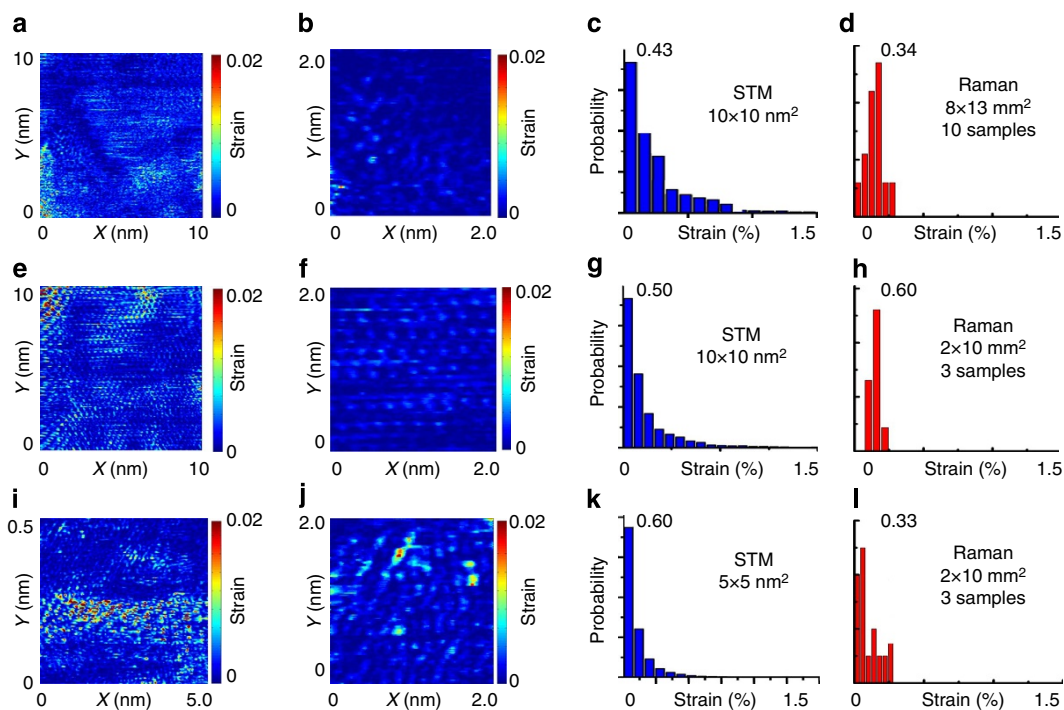 a
10
Y (nm)
0
0
X (nm)
10
0.02
Strain
0
b
2.0
Y (nm)
0
0
X (nm)
2.0
0.02
Strain
0
c
0.43
STM
10×10 nm²
Probability
0
Strain (%)
1.5
d
0.34
Raman
8×13 mm²
10 samples
0
Strain (%)
1.5
e
10
Y (nm)
0
0
X (nm)
10
0.02
Strain
0
f
2.0
Y (nm)
0
0
X (nm)
2.0
0.02
Strain
0
g
0.50
STM
10×10 nm²
Probability
0
Strain (%)
1.5
h
0.60
Raman
2×10 mm²
3 samples
0
Strain (%)
1.5
i
0.5
Y (nm)
0
0
X (nm)
5.0
0.02
Strain
0
j
2.0
Y (nm)
0
0
X (nm)
2.0
0.02
Strain
0
k
0.60
STM
5×5 nm²
Probability
0
Strain (%)
1.5
l
0.33
Raman
2×10 mm²
3 samples
0
Strain (%)
1.5